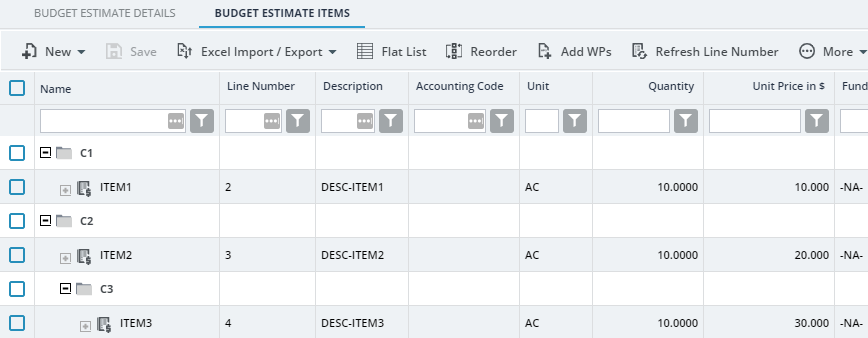 BUDGET ESTIMATE DETAILS BUDGET ESTIMATE ITEMS
New Save Excel Import / Export Flat List Reorder Add WPs Refresh Line Number More
Name Line Number Description Accounting Code Unit Quantity Unit Price in $ Fund
C1
ITEM1 2 DESC-ITEM1 AC 10.0000 10.000 -NA-
C2
ITEM2 3 DESC-ITEM2 AC 10.0000 20.000 -NA-
C3
ITEM3 4 DESC-ITEM3 AC 10.0000 30.000 -NA-